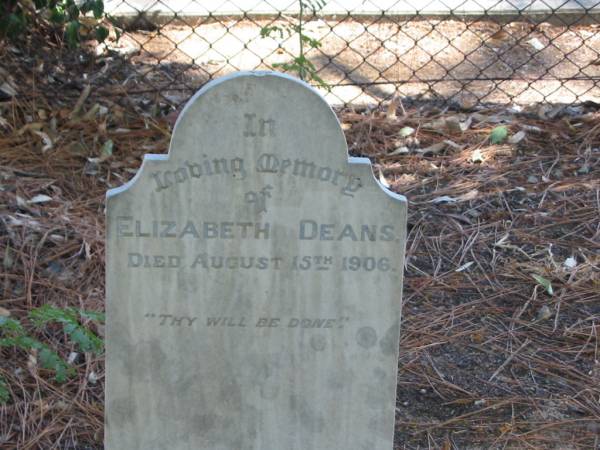 In
Loving Memory
of
ELIZABETH DEANS.
DIED AUGUST 15TH 1906.
"THY WILL BE DONE."